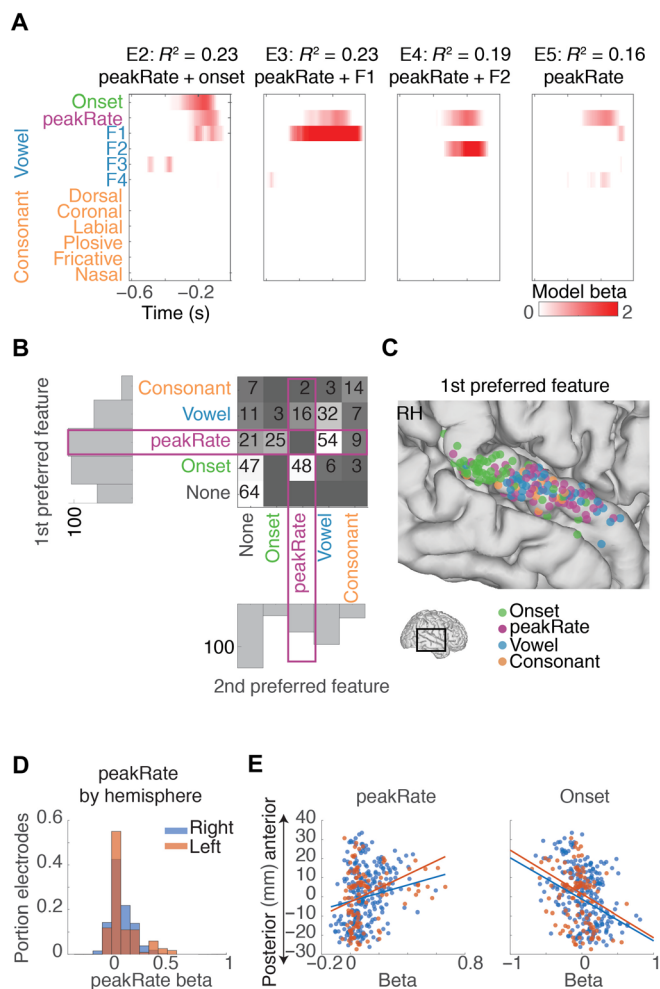 A
E2: R² = 0.23 E3: R² = 0.23 E4: R² = 0.19 E5: R² = 0.16
peakRate + onset peakRate + F1 peakRate + F2 peakRate
Onset
peakRate
Vowel
F1
F2
F3
F4
Consonant
Dorsal
Coronal
Labial
Plosive
Fricative
Nasal
−0.6 −0.2
Time (s)
Model beta
0 2
B
1st preferred feature
100
Consonant 7 2 3 14
Vowel 11 3 16 32 7
peakRate 21 25 54 9
Onset 47 48 6 3
None 64
None Onset peakRate Vowel Consonant
100
2nd preferred feature
C
1st preferred feature
RH
Onset
peakRate
Vowel
Consonant
D
peakRate
by hemisphere
Portion electrodes
0.6
0.4
0.2
0
Right
Left
0 0.5 1
peakRate beta
E
peakRate Onset
Posterior (mm) anterior
40
30
20
10
0
−10
−20
−30
−0.20 0.8
Beta
−1 0 1
Beta